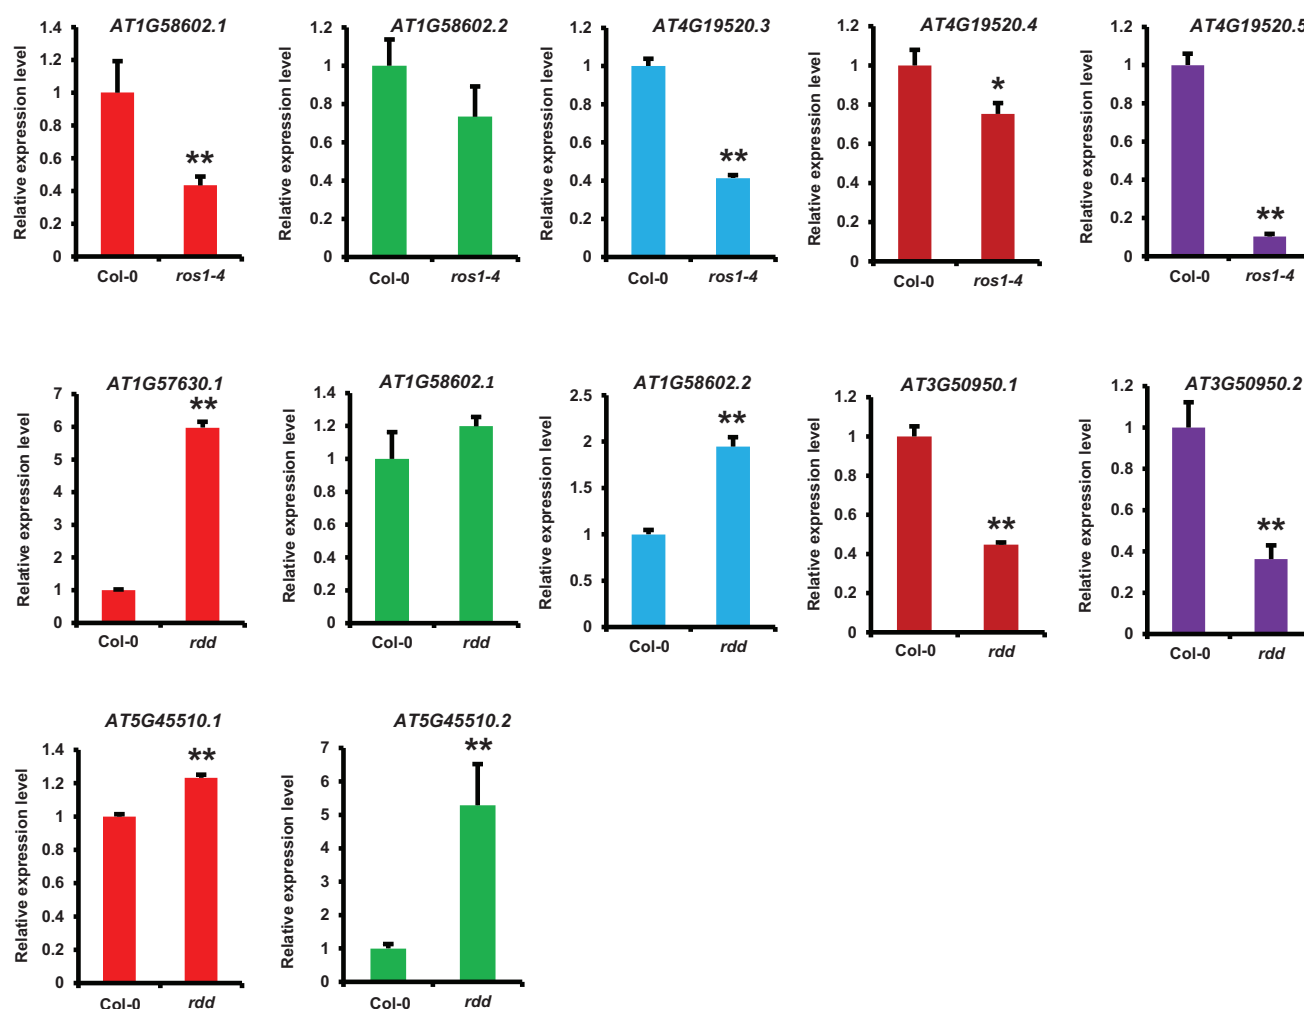 AT1G58602.1
Relative expression level
1.4
1.2
1
0.8
0.6
0.4
0.2
0
**
Col-0 ros1-4
AT1G58602.2
Relative expression level
1.2
1
0.8
0.6
0.4
0.2
0
Col-0 ros1-4
AT4G19520.3
Relative expression level
1.2
1
0.8
0.6
0.4
0.2
0
**
Col-0 ros1-4
AT4G19520.4
Relative expression level
1.2
1
0.8
0.6
0.4
0.2
0
*
Col-0 ros1-4
AT4G19520.5
Relative expression level
1.2
1
0.8
0.6
0.4
0.2
0
**
Col-0 ros1-4
AT1G57630.1
Relative expression level
7
6
5
4
3
2
1
0
**
Col-0 rdd
AT1G58602.1
Relative expression level
1.4
1.2
1
0.8
0.6
0.4
0.2
0
Col-0 rdd
AT1G58602.2
Relative expression level
2.5
2
1.5
1
0.5
0
**
Col-0 rdd
AT3G50950.1
Relative expression level
1.2
1
0.8
0.6
0.4
0.2
0
**
Col-0 rdd
AT3G50950.2
Relative expression level
1.2
1
0.8
0.6
0.4
0.2
0
**
Col-0 rdd
AT5G45510.1
Relative expression level
1.4
1.2
1
0.8
0.6
0.4
0.2
0
**
Col-0 rdd
AT5G45510.2
Relative expression level
7
6
5
4
3
2
1
0
**
Col-0 rdd